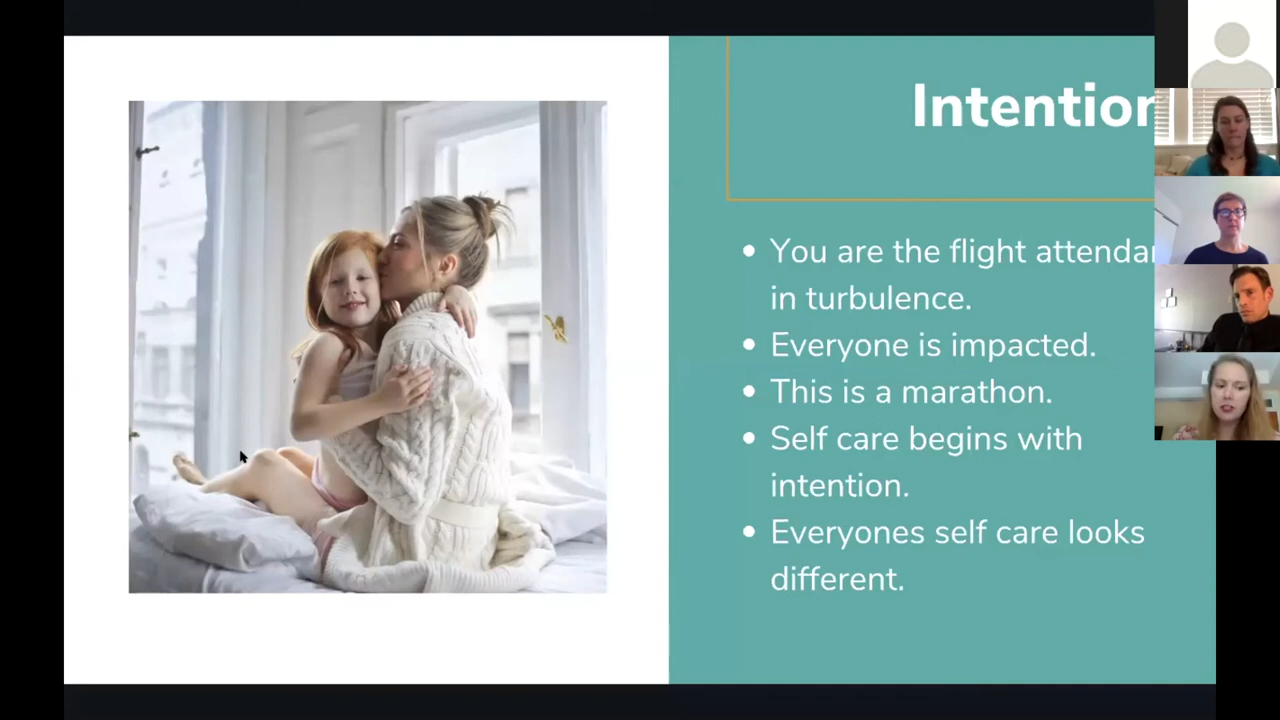 Intention
• You are the flight
in turbulence.
• Everyone is impacted.
• This is a marathon.
• Self care begins with
intention.
• Everyones self care looks
different.